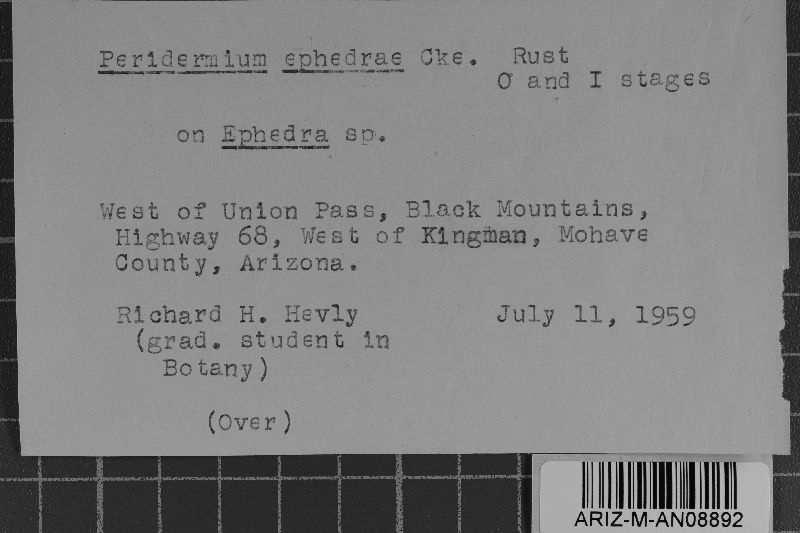 Peridermium ephedrae Cke. Rust
O and I stages
on Ephedra sp.
West of Union Pass, Black Mountains,
Highway 68, West of Kingman, Mohave
County, Arizona.
Richard H. Hevly July 11, 1959
(grad. student in
Botany)
(Over)
ARIZ-M-AN08892